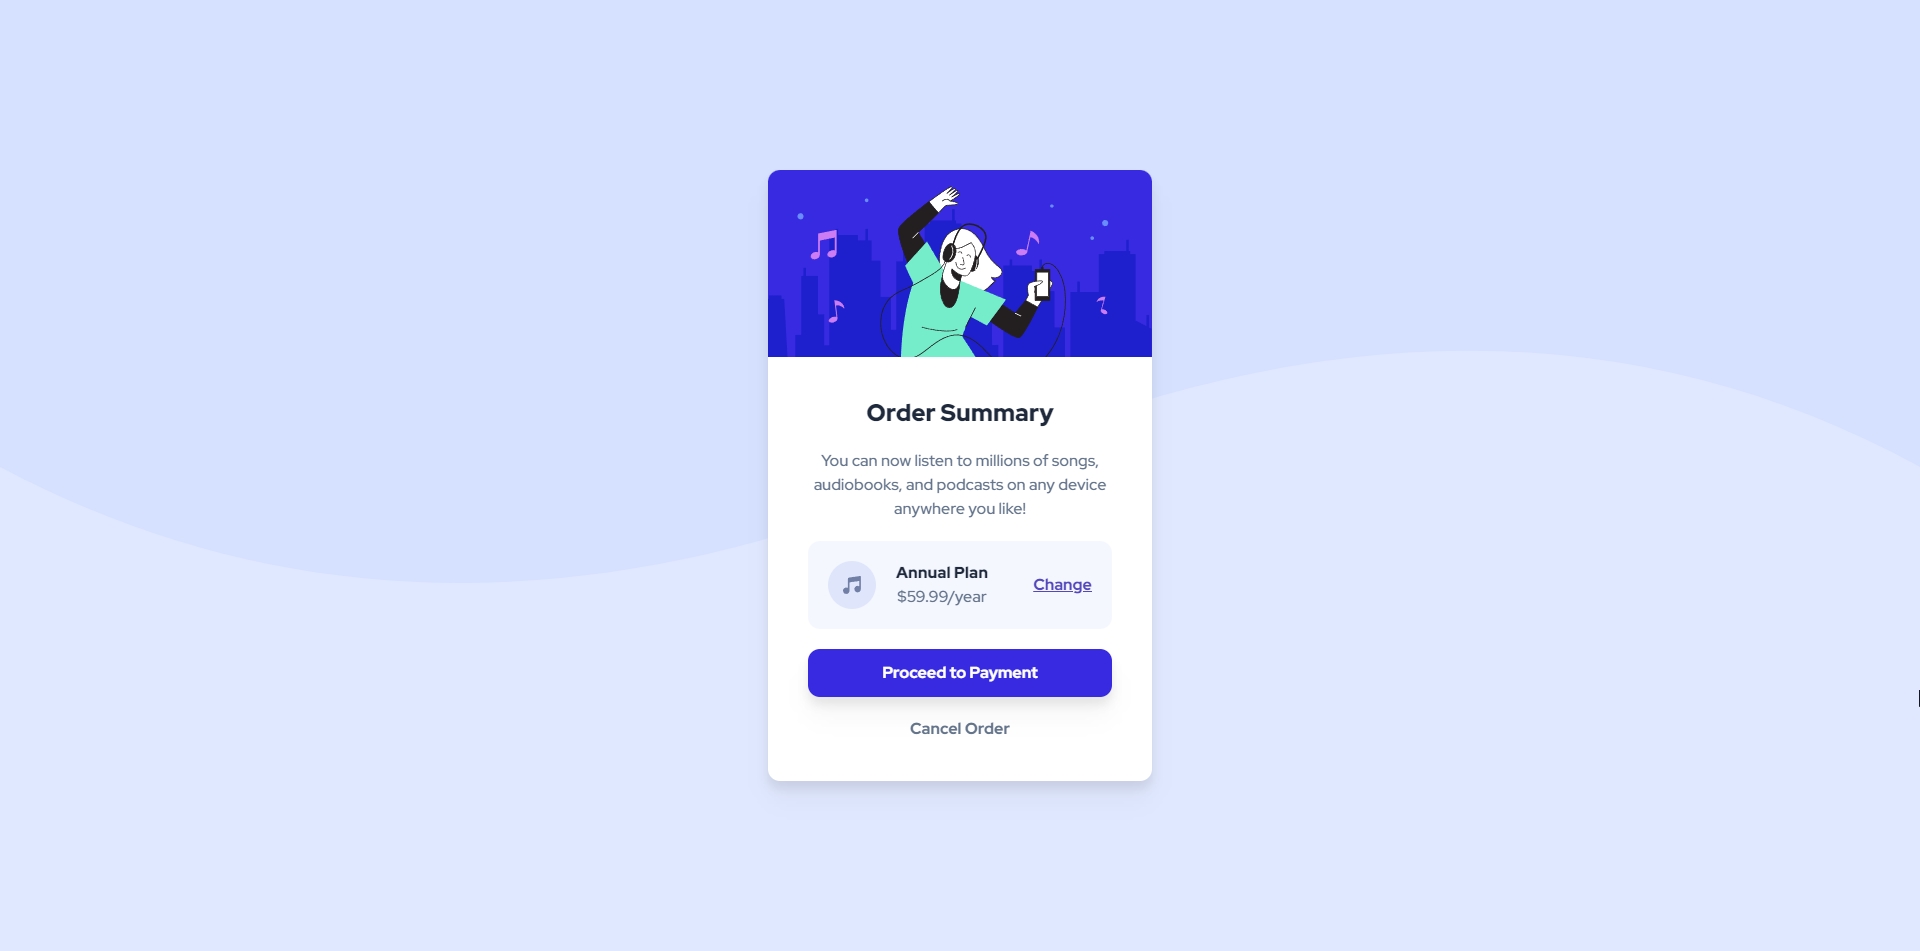 Order Summary
You can now listen to millions of songs,
audiobooks, and podcasts on any device
anywhere you like!
Annual Plan
$59.99/year
Change
Proceed to Payment
Cancel Order